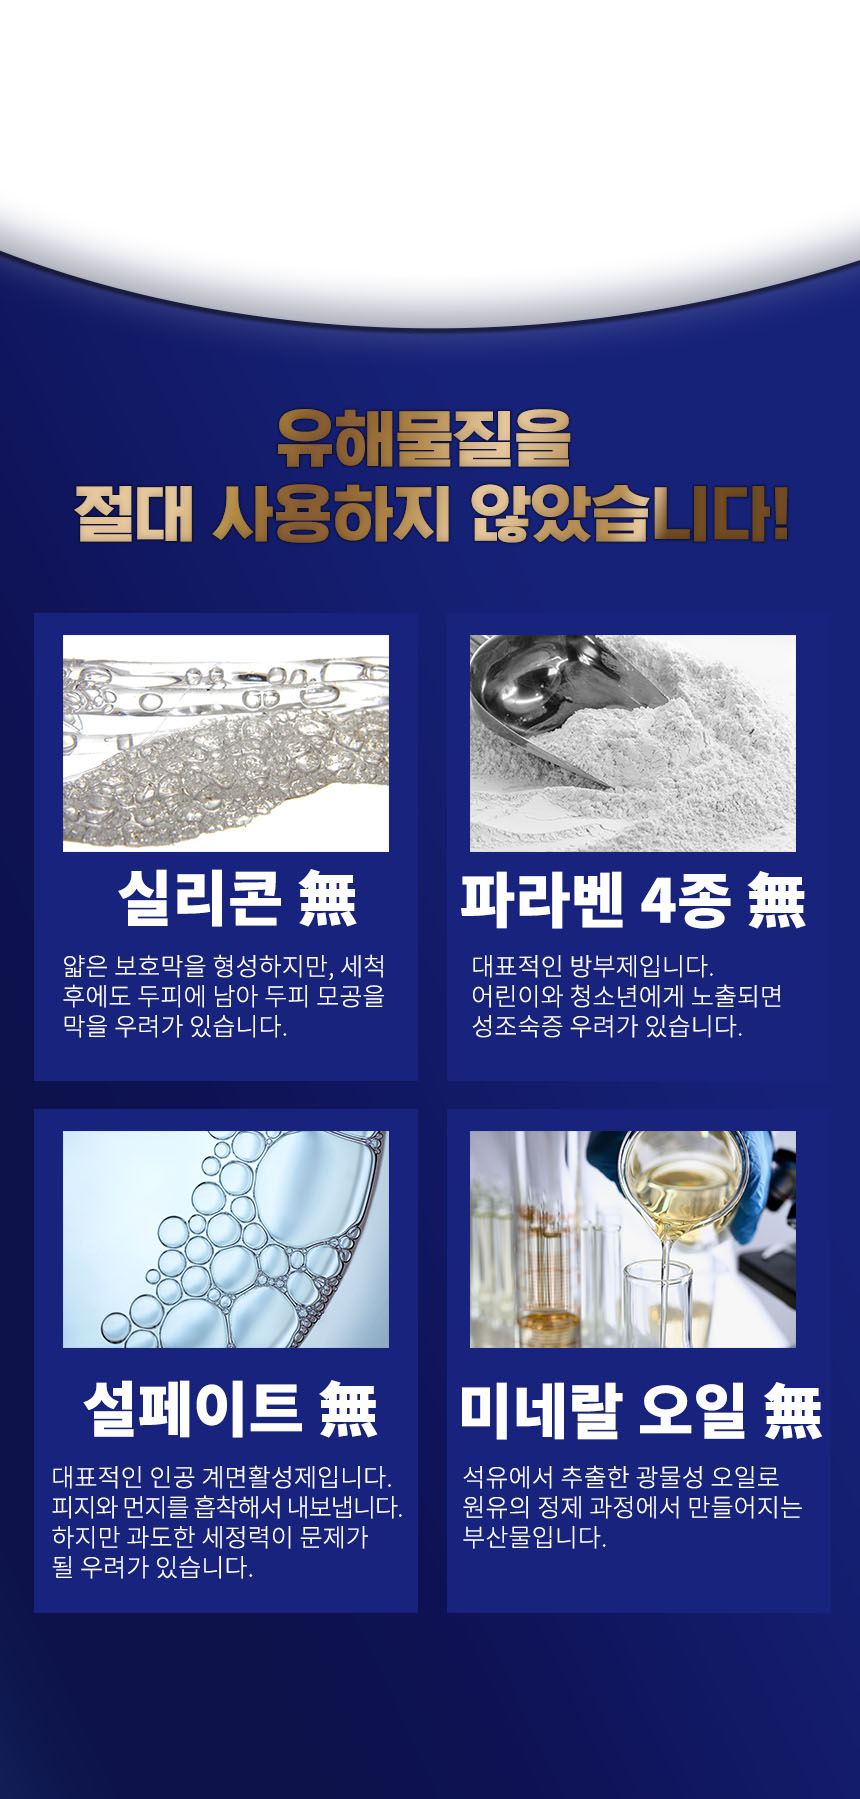 유해물질을
절대 사용하지 않았습니다!
실리콘 無
얇은 보호막을 형성하지만, 세척
후에도 두피에 남아 두피 모공을
막을 우려가 있습니다.
파라벤 4종 無
대표적인 방부제입니다.
어린이와 청소년에게 노출되면
성조숙증 우려가 있습니다.
설페이트 無
대표적인 인공 계면활성제입니다.
피지와 먼지를 흡착해서 내보냅니다.
하지만 과도한 세정력이 문제가
될 우려가 있습니다.
미네랄 오일 無
석유에서 추출한 광물성 오일로
원유의 정제 과정에서 만들어지는
부산물입니다.